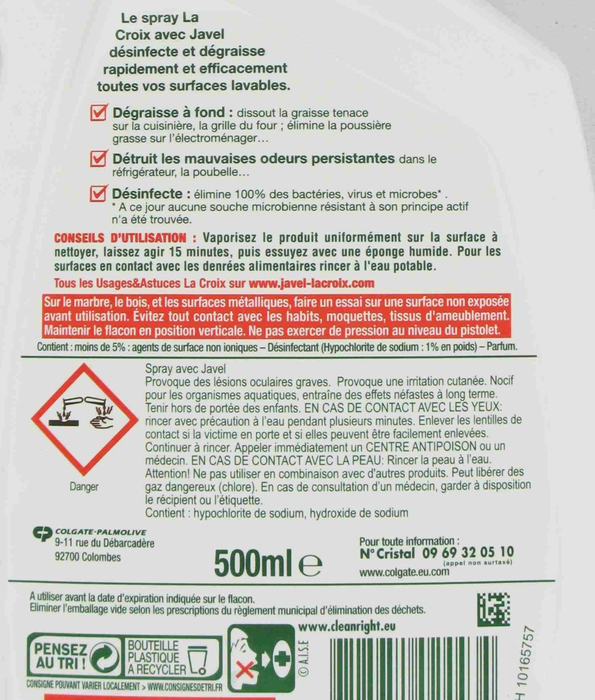 Le spray La
Croix avec Javel
désinfecte et dégraisse
rapidement et efficacement
toutes vos surfaces lavables.
Dégraisse à fond : dissout la graisse tenace
sur la cuisinière, la grille du four ; élimine la poussière
grasse sur l'électroménager...
Détruit les mauvaises odeurs persistantes dans le
réfrigérateur, la poubelle...
Désinfecte : élimine 100% des bactéries, virus et microbes* .
* A ce jour aucune souche microbienne résistant à son principe actif
n'a été trouvée.
CONSEILS D'UTILISATION : Vaporisez le produit uniformément sur la surface à
nettoyer, laissez agir 15 minutes, puis essuyez avec une éponge humide. Pour les
surfaces en contact avec les denrées alimentaires rincer à l'eau potable.
Tous les Usages&Astuces La Croix sur www.javel-lacroix.com
Sur le marbre, le bois, et les surfaces métalliques, faire un essai sur une surface non exposée
avant utilisation. Évitez tout contact avec les habits, moquettes, tissus d'ameublement.
Maintenir le flacon en position verticale. Ne pas exercer de pression au niveau du pistolet.
Contient : moins de 5% : agents de surface non ioniques – Désinfectant (Hypochlorite de sodium : 1% en poids) – Parfum.
Spray avec Javel
Provoque des lésions oculaires graves. Provoque une irritation cutanée. Nocif
pour les organismes aquatiques, entraîne des effets néfastes à long terme.
Tenir hors de portée des enfants. EN CAS DE CONTACT AVEC LES YEUX:
rincer avec précaution à l'eau pendant plusieurs minutes. Enlever les lentilles de
contact si la victime en porte et si elles peuvent être facilement enlevées.
Continuer à rincer. Appeler immédiatement un CENTRE ANTIPOISON ou un
médecin. EN CAS DE CONTACT AVEC LA PEAU: Rincer la peau à l'eau.
Attention! Ne pas utiliser en combinaison avec d'autres produits. Peut libérer des
gaz dangereux (chlore). En cas de consultation d'un médecin, garder à disposition
le récipient ou l'étiquette.
Contient : hypochlorite de sodium, hydroxide de sodium
Danger
CP COLGATE-PALMOLIVE
9-11 rue du Débarcadère
92700 Colombes
500ml e
Pour toute information :
N° Cristal 09 69 32 05 10
(appel non surtaxé)
www.colgate.eu.com
A utiliser avant la date d'expiration indiquée sur le flacon.
Eliminer l'emballage vide selon les prescriptions du règlement municipal d'élimination des déchets.
www.cleanright.eu
PENSEZ
AU TRI !
BOUTEILLE
PLASTIQUE
A RECYCLER
CONSIGNE POUVANT VARIER LOCALEMENT > WWW.CONSIGNESDETRI.FR
© A.I.S.E
H 10165757